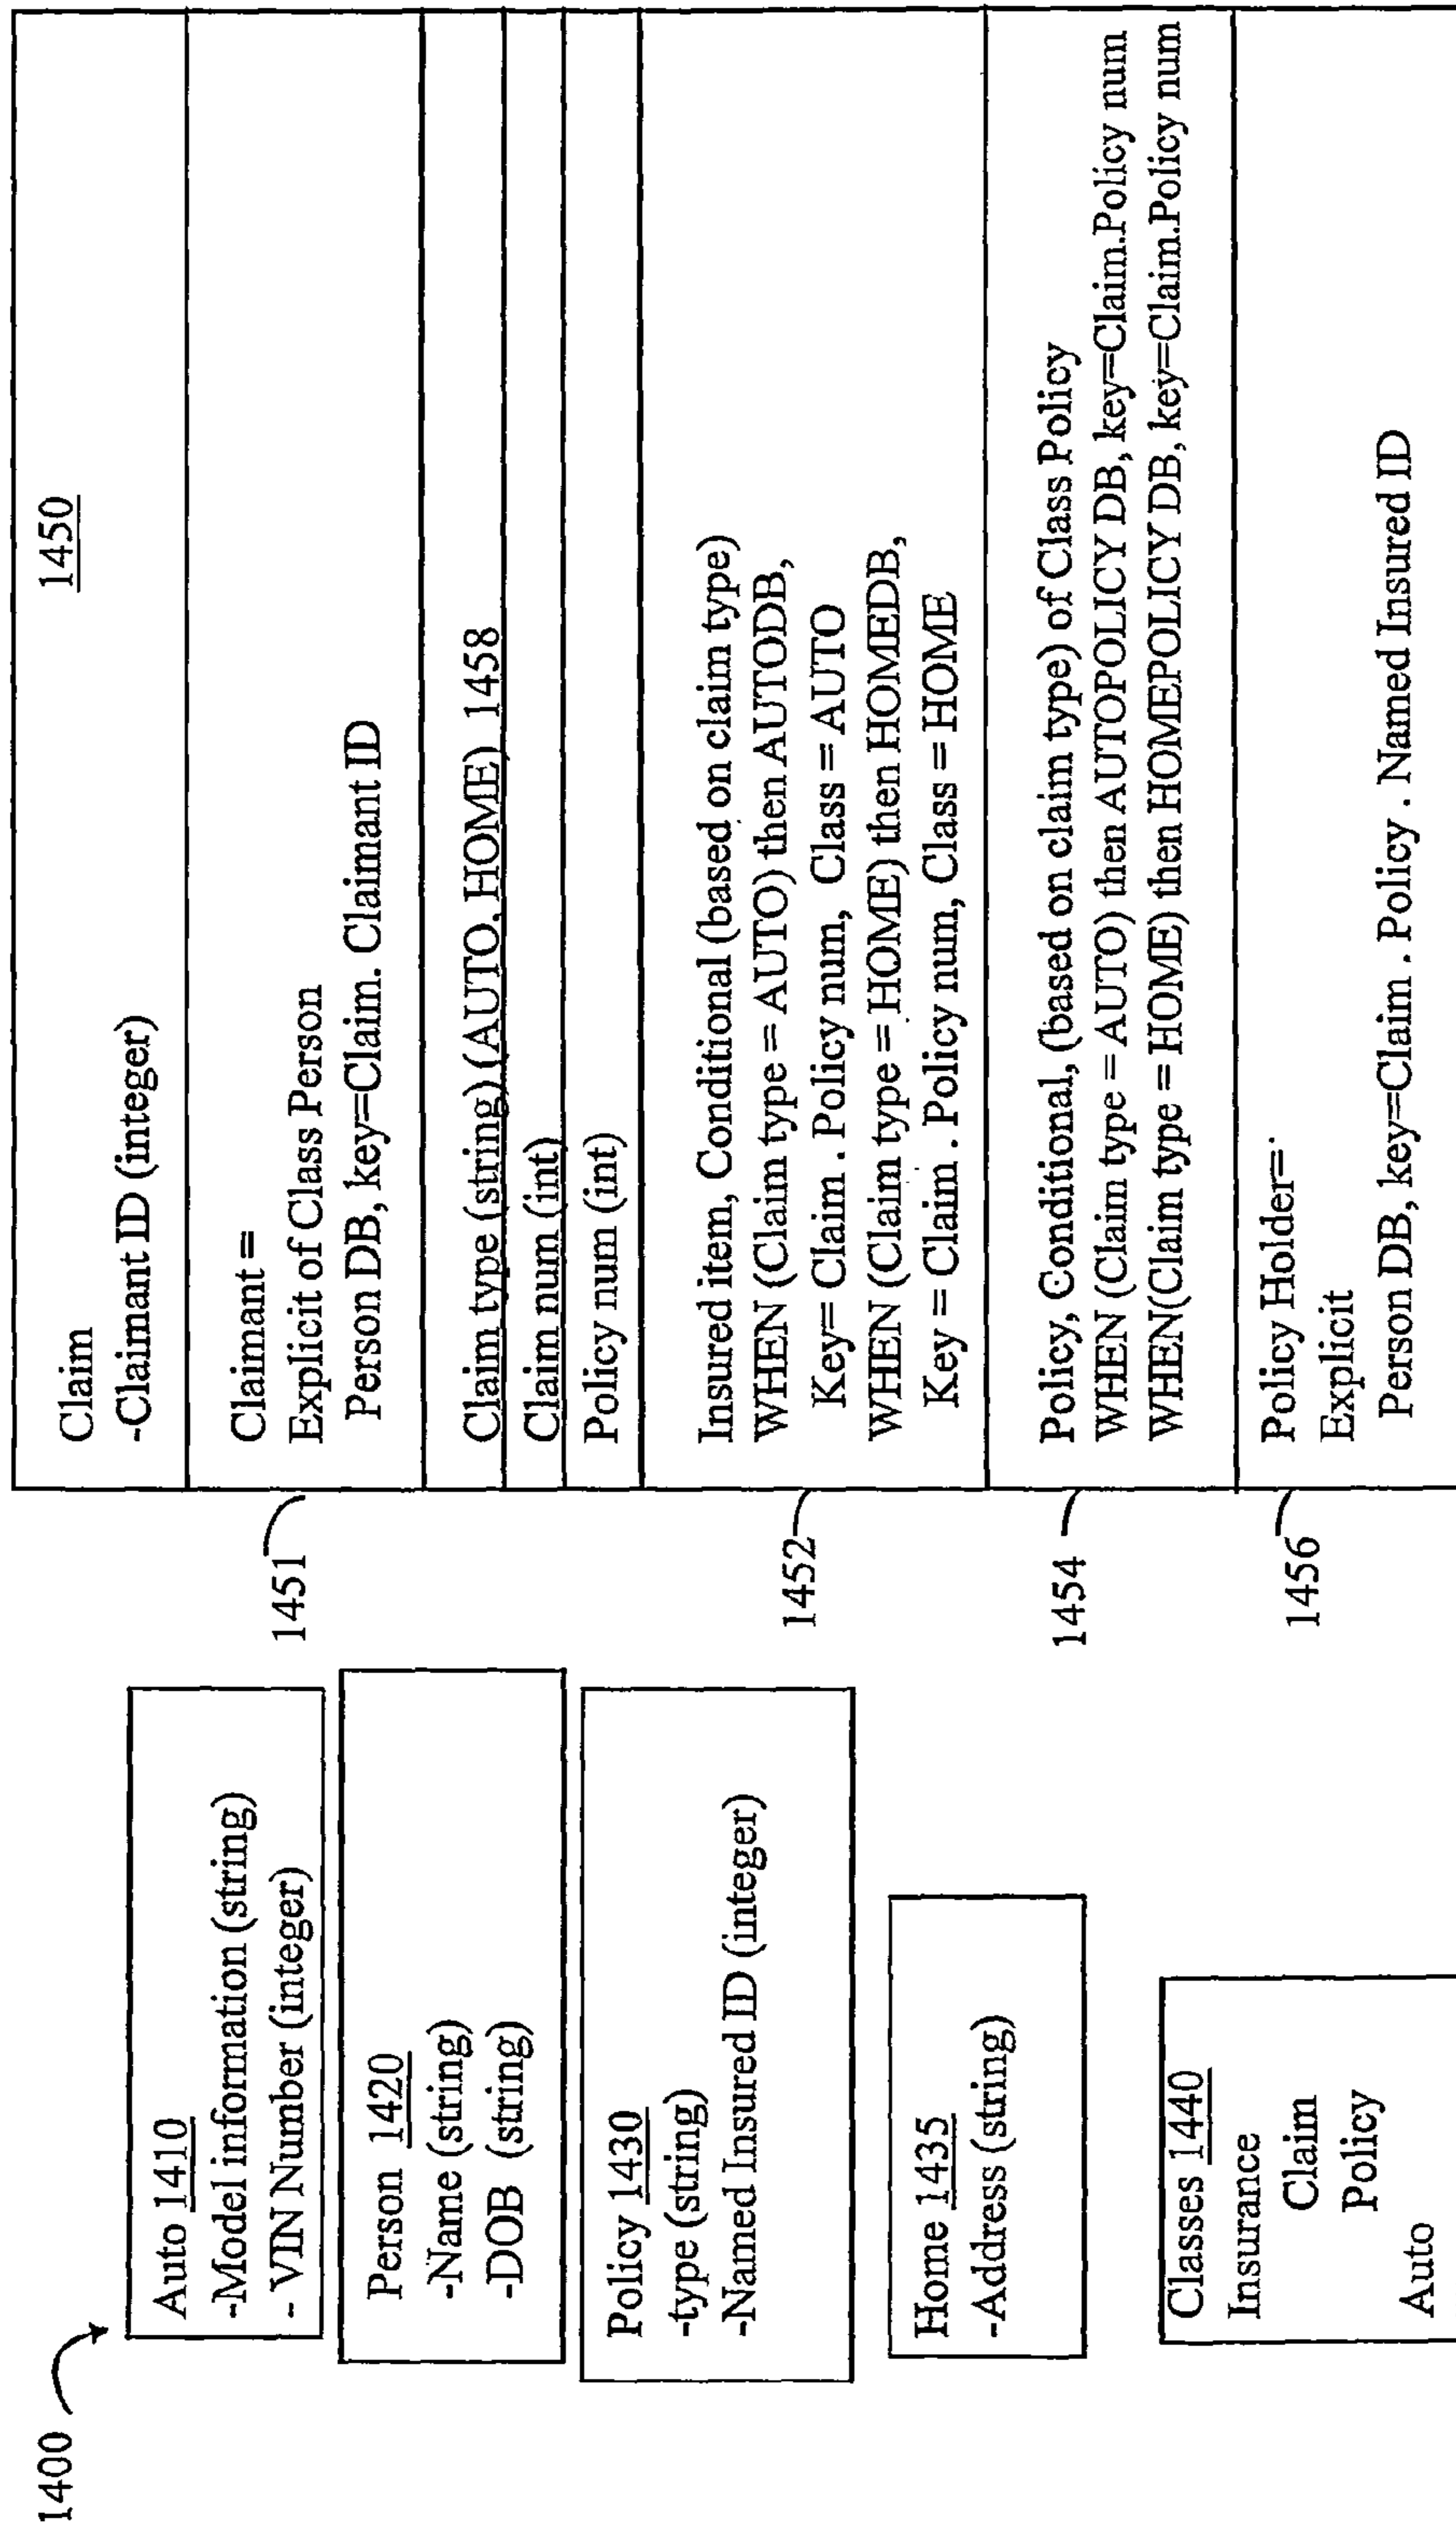 1400
Auto 1410
-Model information (string)
- VIN Number (integer)
Person 1420
-Name (string)
-DOB (string)
Policy 1430
-type (string)
-Named Insured ID (integer)
Home 1435
-Address (string)
Classes 1440
Insurance
Claim
Policy
Auto
1450
Claim
-Claimant ID (integer)
1451
Claimant =
Explicit of Class Person
Person DB, key=Claim. Claimant ID
Claim type (string) (AUTO, HOME) 1458
Claim num (int)
Policy num (int)
1452
Insured item, Conditional (based on claim type)
WHEN (Claim type = AUTO) then AUTODB,
Key= Claim . Policy num, Class = AUTO
WHEN (Claim type = HOME) then HOMEDB,
Key = Claim . Policy num, Class = HOME
1454
Policy, Conditional, (based on claim type) of Class Policy
WHEN (Claim type = AUTO) then AUTOPOLICY DB, key=Claim.Policy num
WHEN(Claim type = HOME) then HOMEPOLICY DB, key=Claim.Policy num
1456
Policy Holder=
Explicit
Person DB, key=Claim . Policy . Named Insured ID